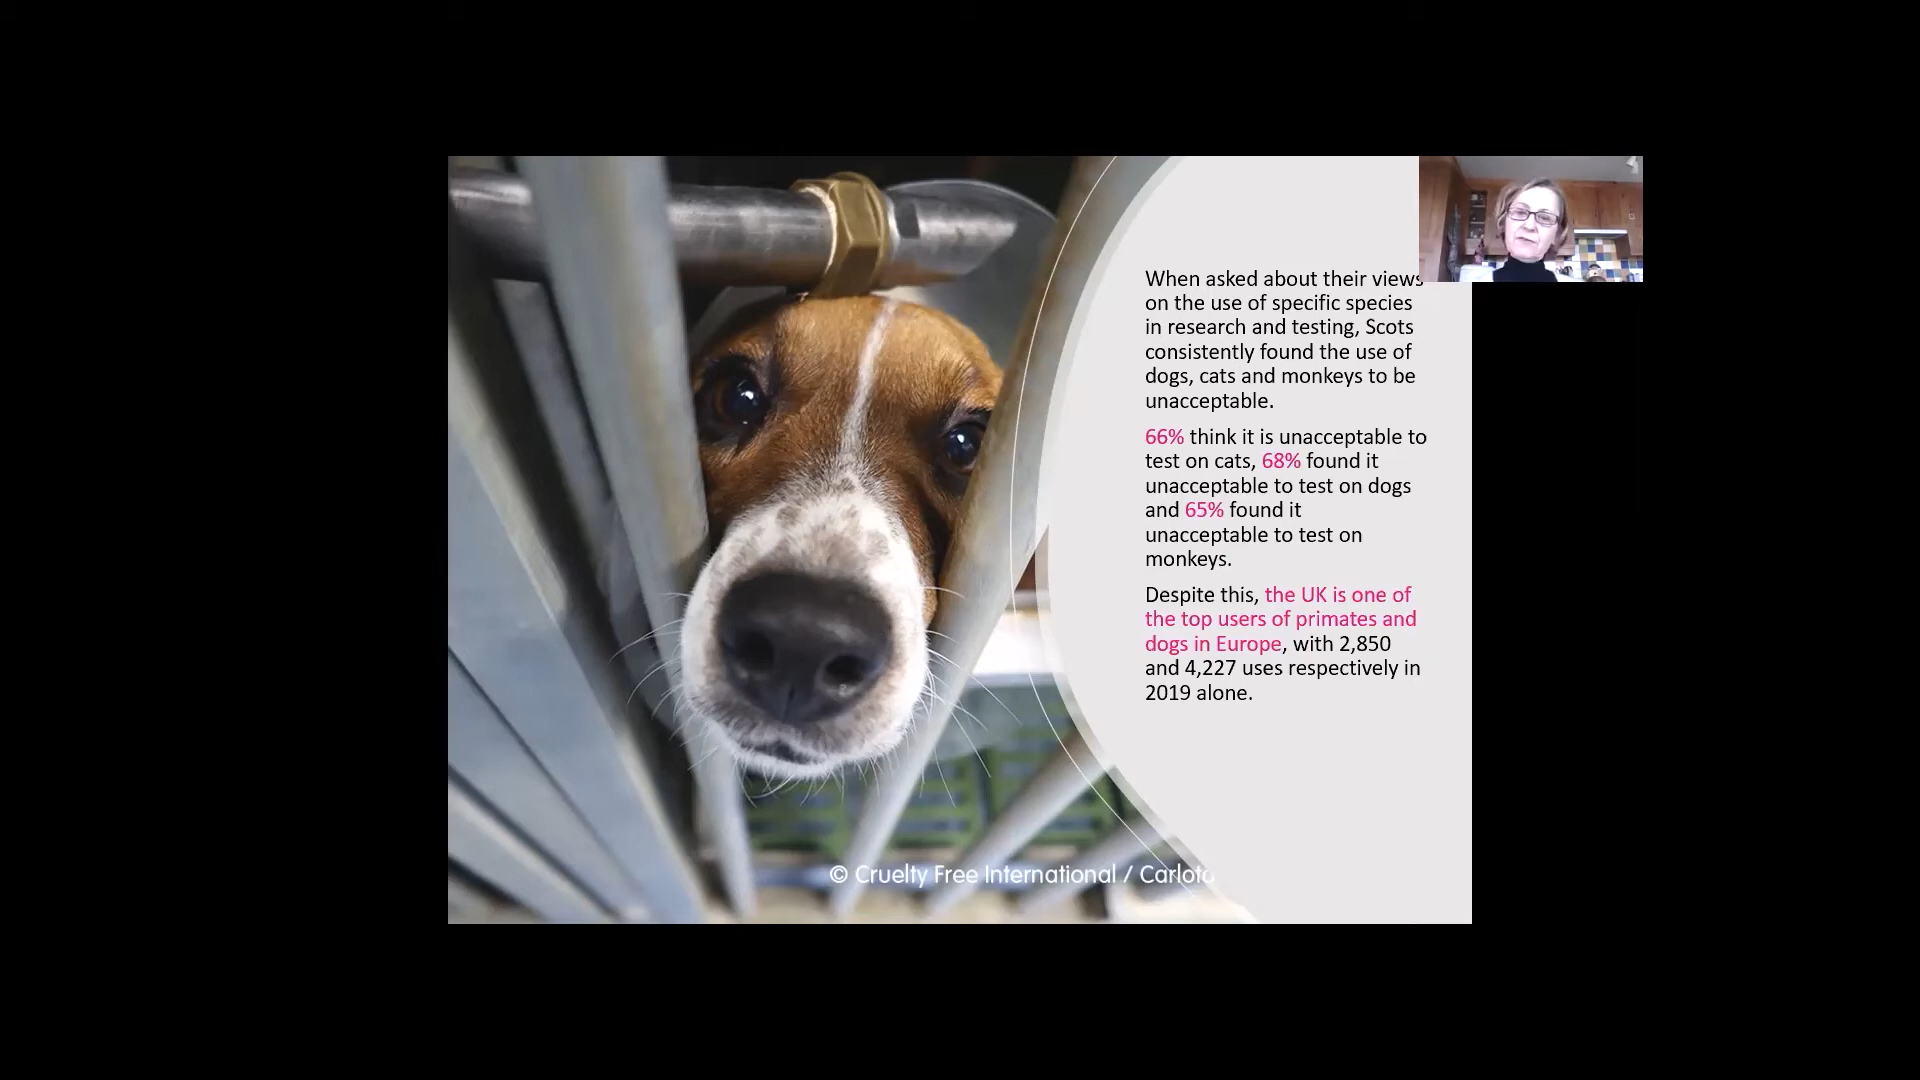 When asked about their views
on the use of specific species
in research and testing, Scots
consistently found the use of
dogs, cats and monkeys to be
unacceptable.
66% think it is unacceptable to
test on cats, 68% found it
unacceptable to test on dogs
and 65% found it
unacceptable to test on
monkeys.
Despite this, the UK is one of
the top users of primates and
dogs in Europe, with 2,850
and 4,227 uses respectively in
2019 alone.
© Cruelty Free International / Carloto